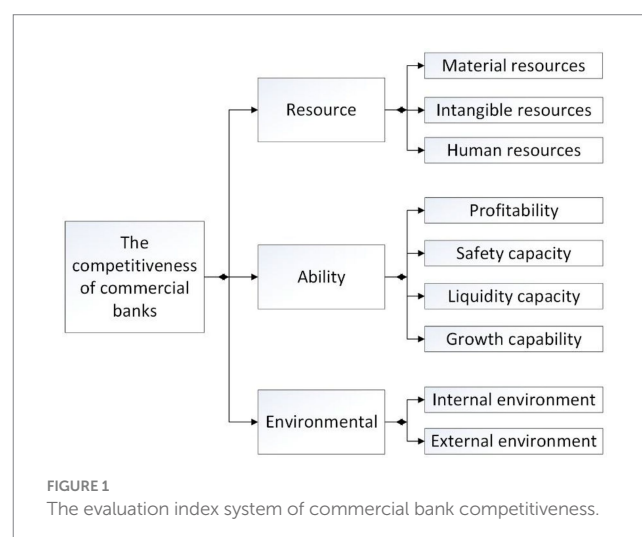 The
competitiveness
of commercial
banks
Resource
Material resources
Intangible resources
Human resources
Ability
Profitability
Safety capacity
Liquidity capacity
Growth capability
Environmental
Internal environment
External environment
FIGURE 1
The evaluation index system of commercial bank competitiveness.